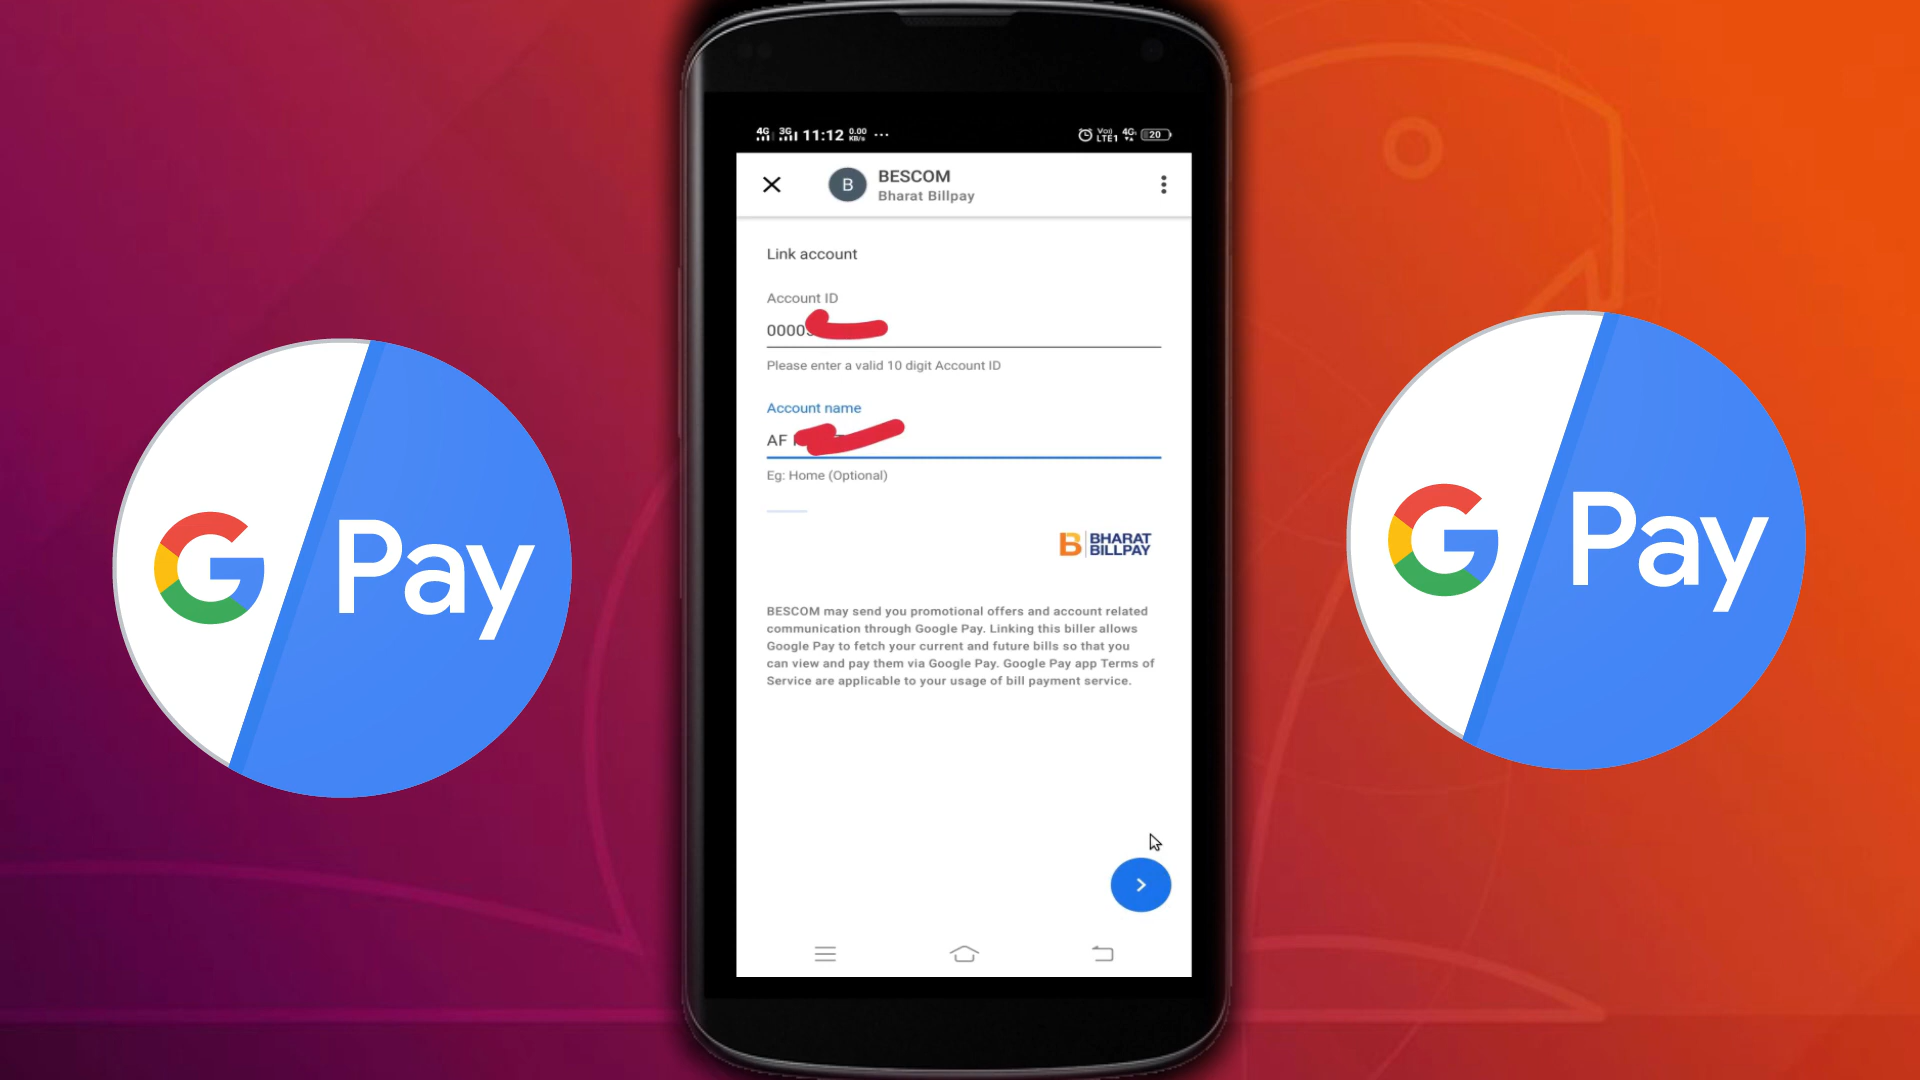 4G 3G 11:12 0.00 KB/s ...
Vo)) LTE1 4G 20
B BESCOM
Bharat Billpay
Link account
Account ID
0000
Please enter a valid 10 digit Account ID
Account name
AF
Eg: Home (Optional)
B BHARAT
BILLPAY
BESCOM may send you promotional offers and account related
communication through Google Pay. Linking this biller allows
Google Pay to fetch your current and future bills so that you
can view and pay them via Google Pay. Google Pay app Terms of
Service are applicable to your usage of bill payment service.
G Pay
G Pay